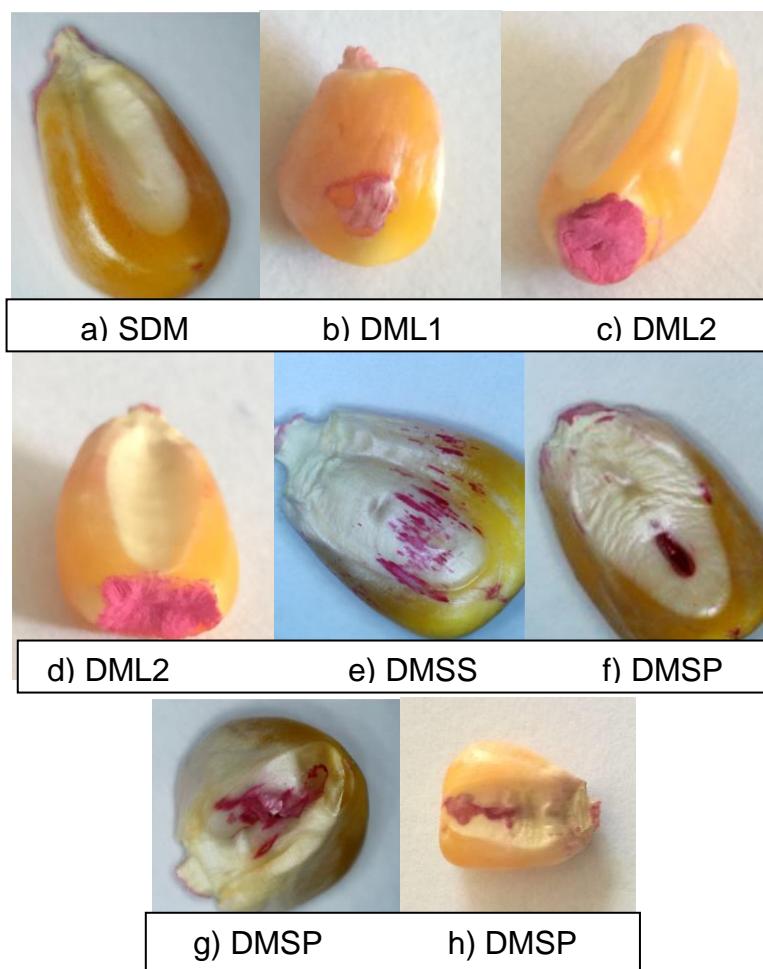 a) SDM b) DML1 c) DML2
d) DML2 e) DMSS f) DMSP
g) DMSP h) DMSP